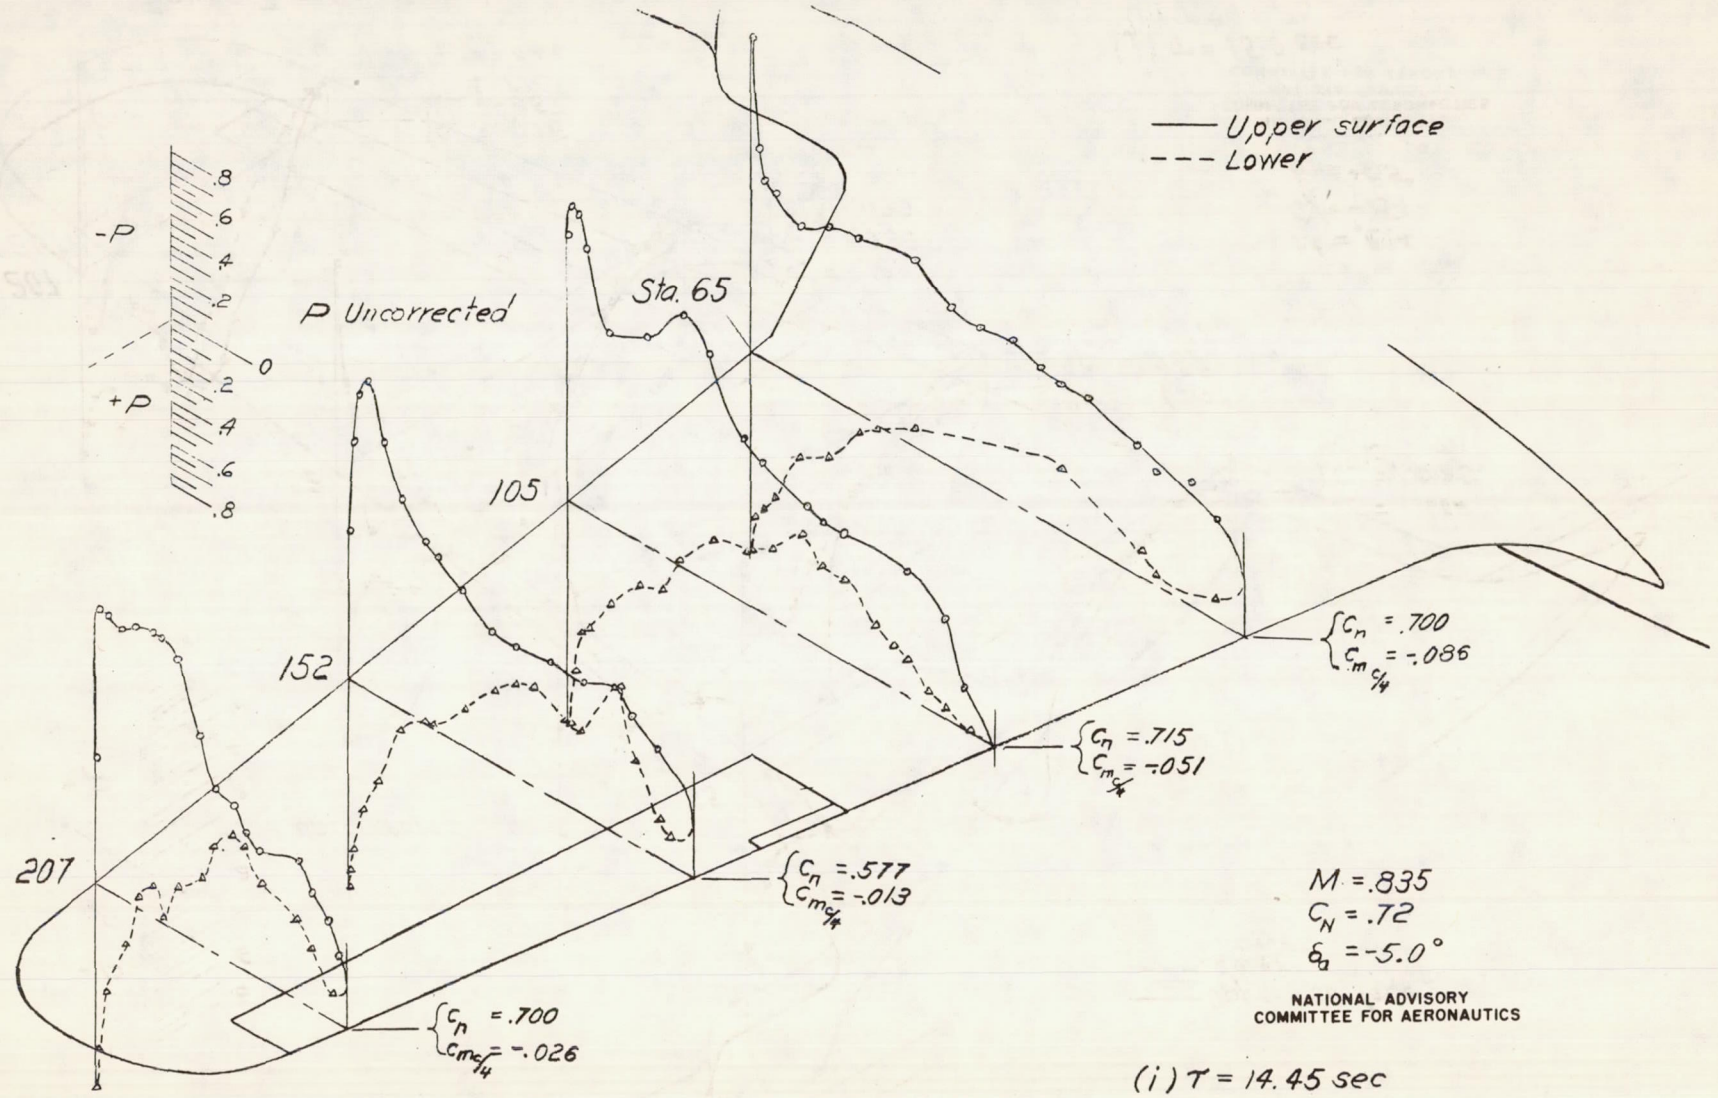 Upper surface
Lower
.8
.6
.4
.2
0
.2
.4
.6
.8
-P
+P
P Uncorrected
Sta. 65
105
152
207
Cn = .700
Cm c/4 = -.086
Cn = .715
Cm c/4 = -.051
Cn = .577
Cm c/4 = -.013
Cn = .700
Cm c/4 = -.026
M = .835
CN = .72
δa = -5.0°
NATIONAL ADVISORY
COMMITTEE FOR AERONAUTICS
(i) T = 14.45 sec